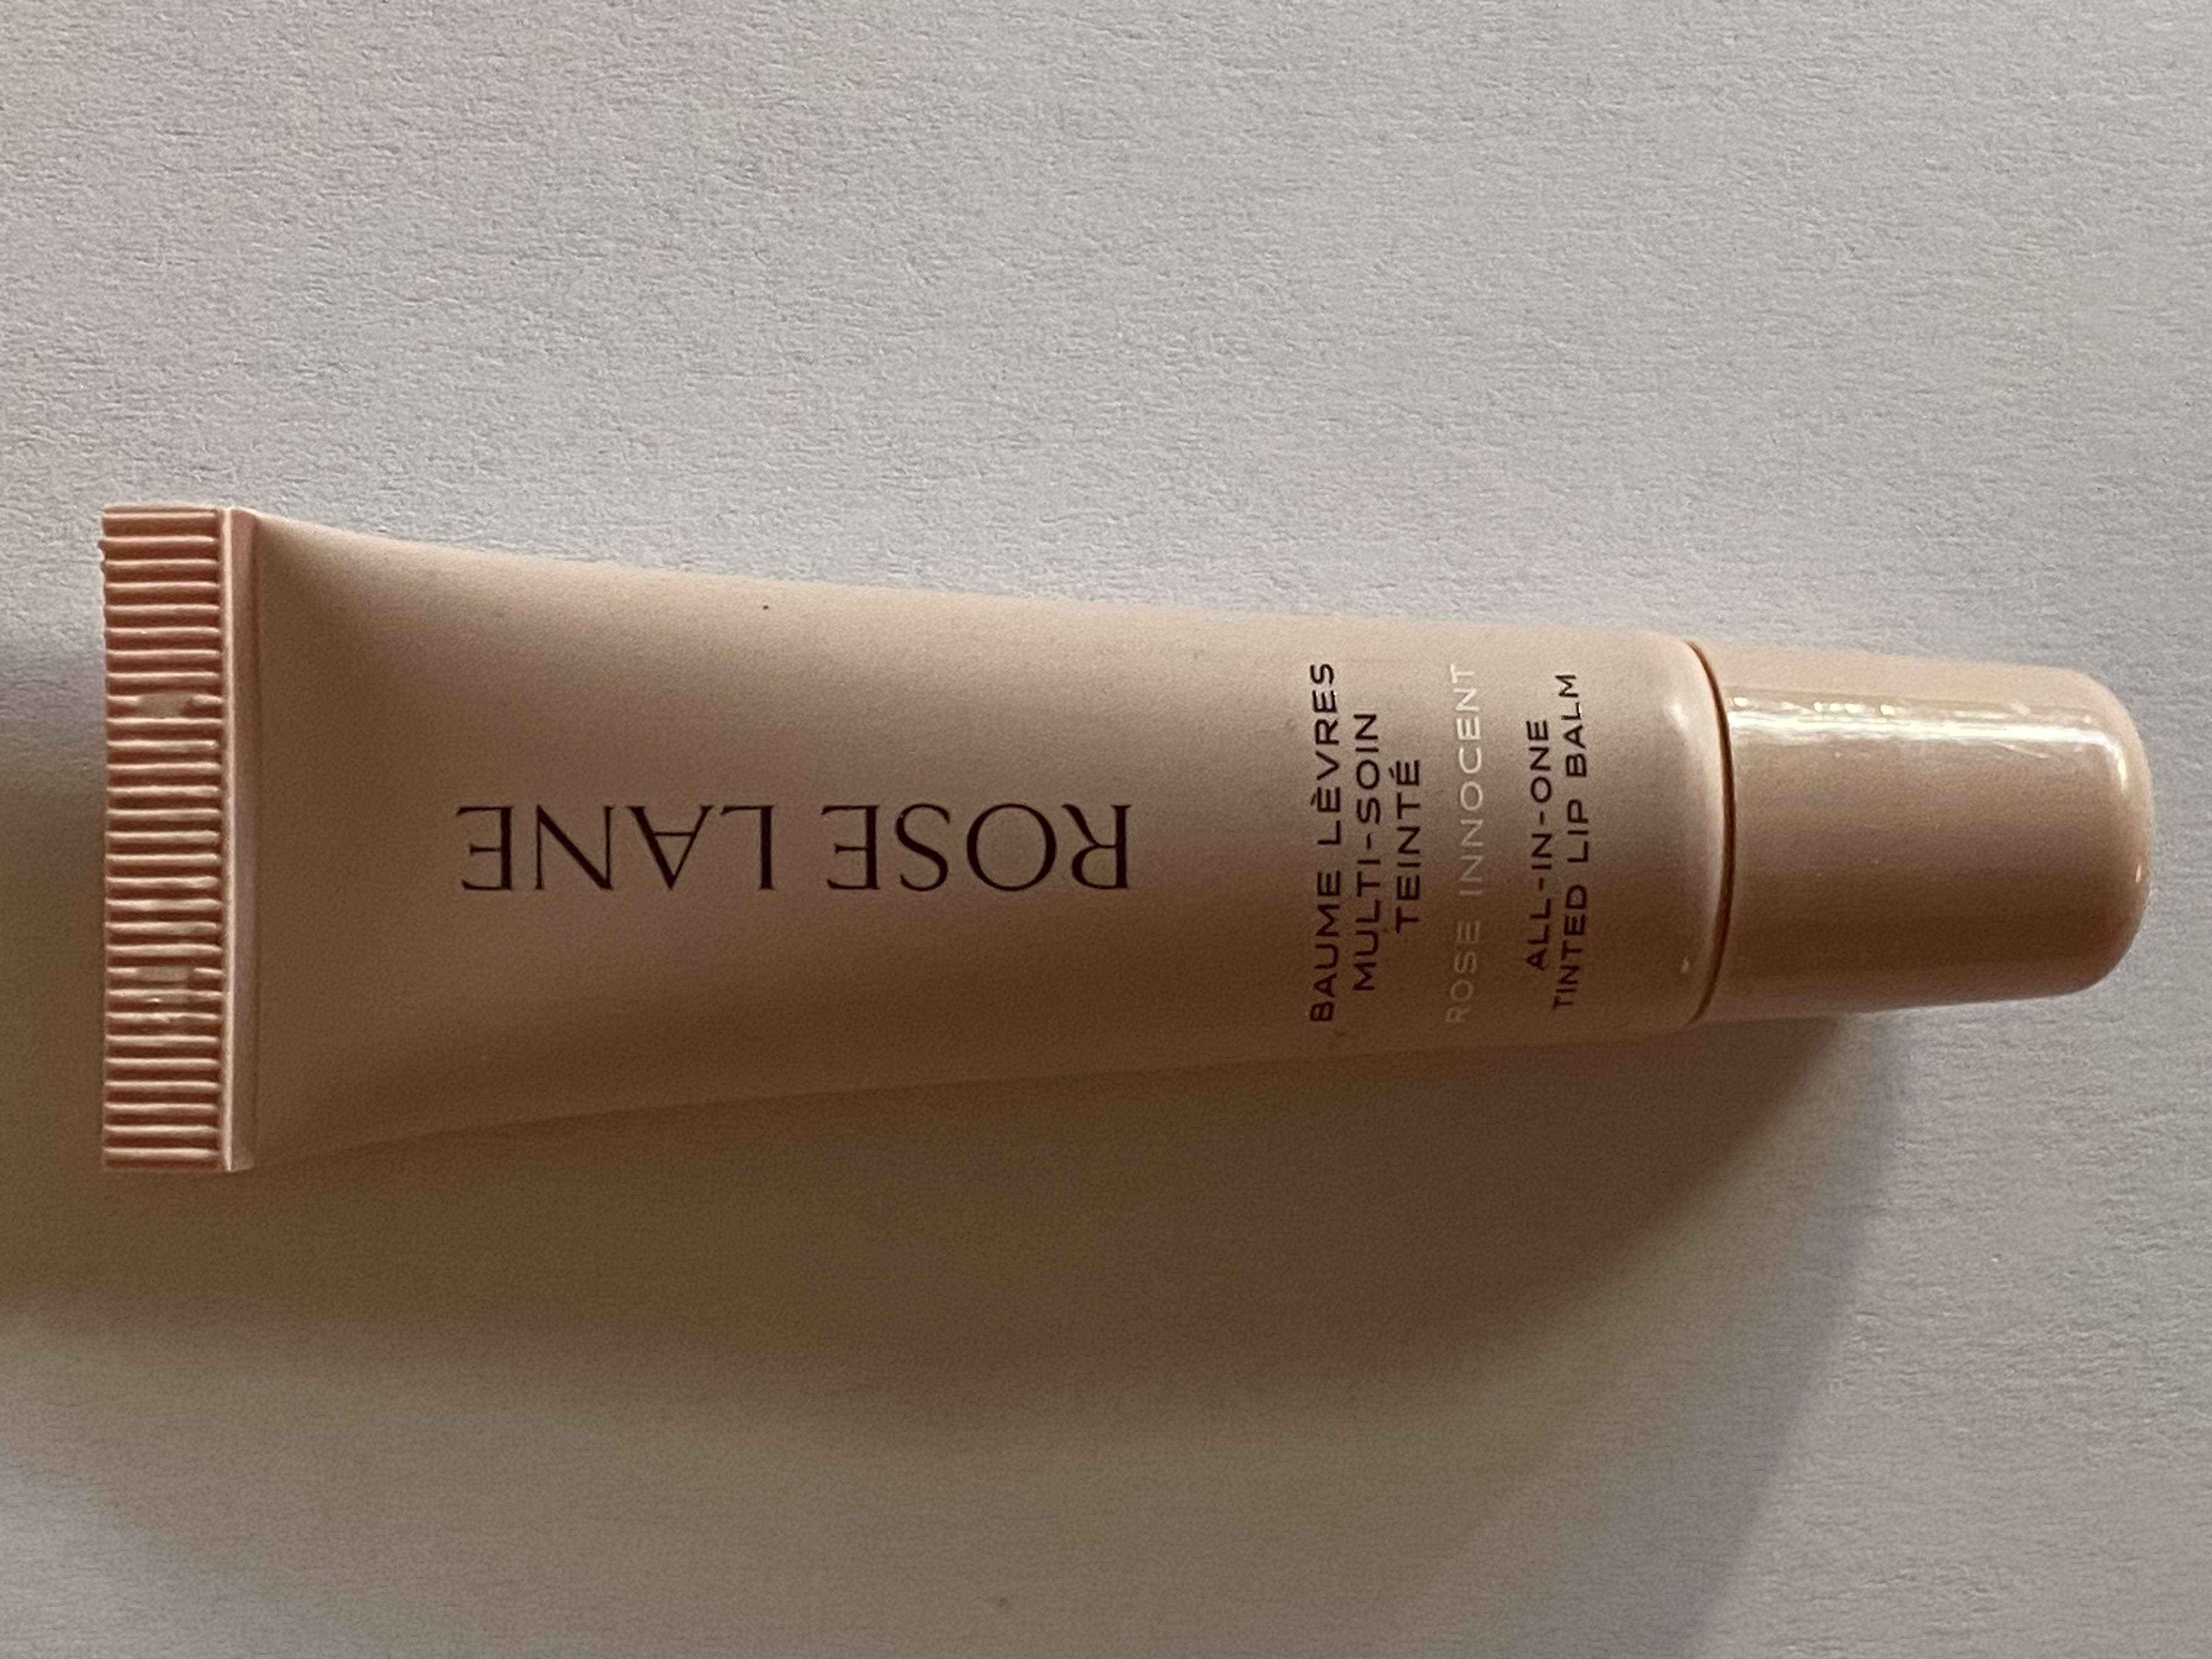 ROSE LANE
BAUME LÈVRES
MULTI-SOIN
TEINTÉ
ROSE INNOCENT
ALL-IN-ONE
TINTED LIP BALM